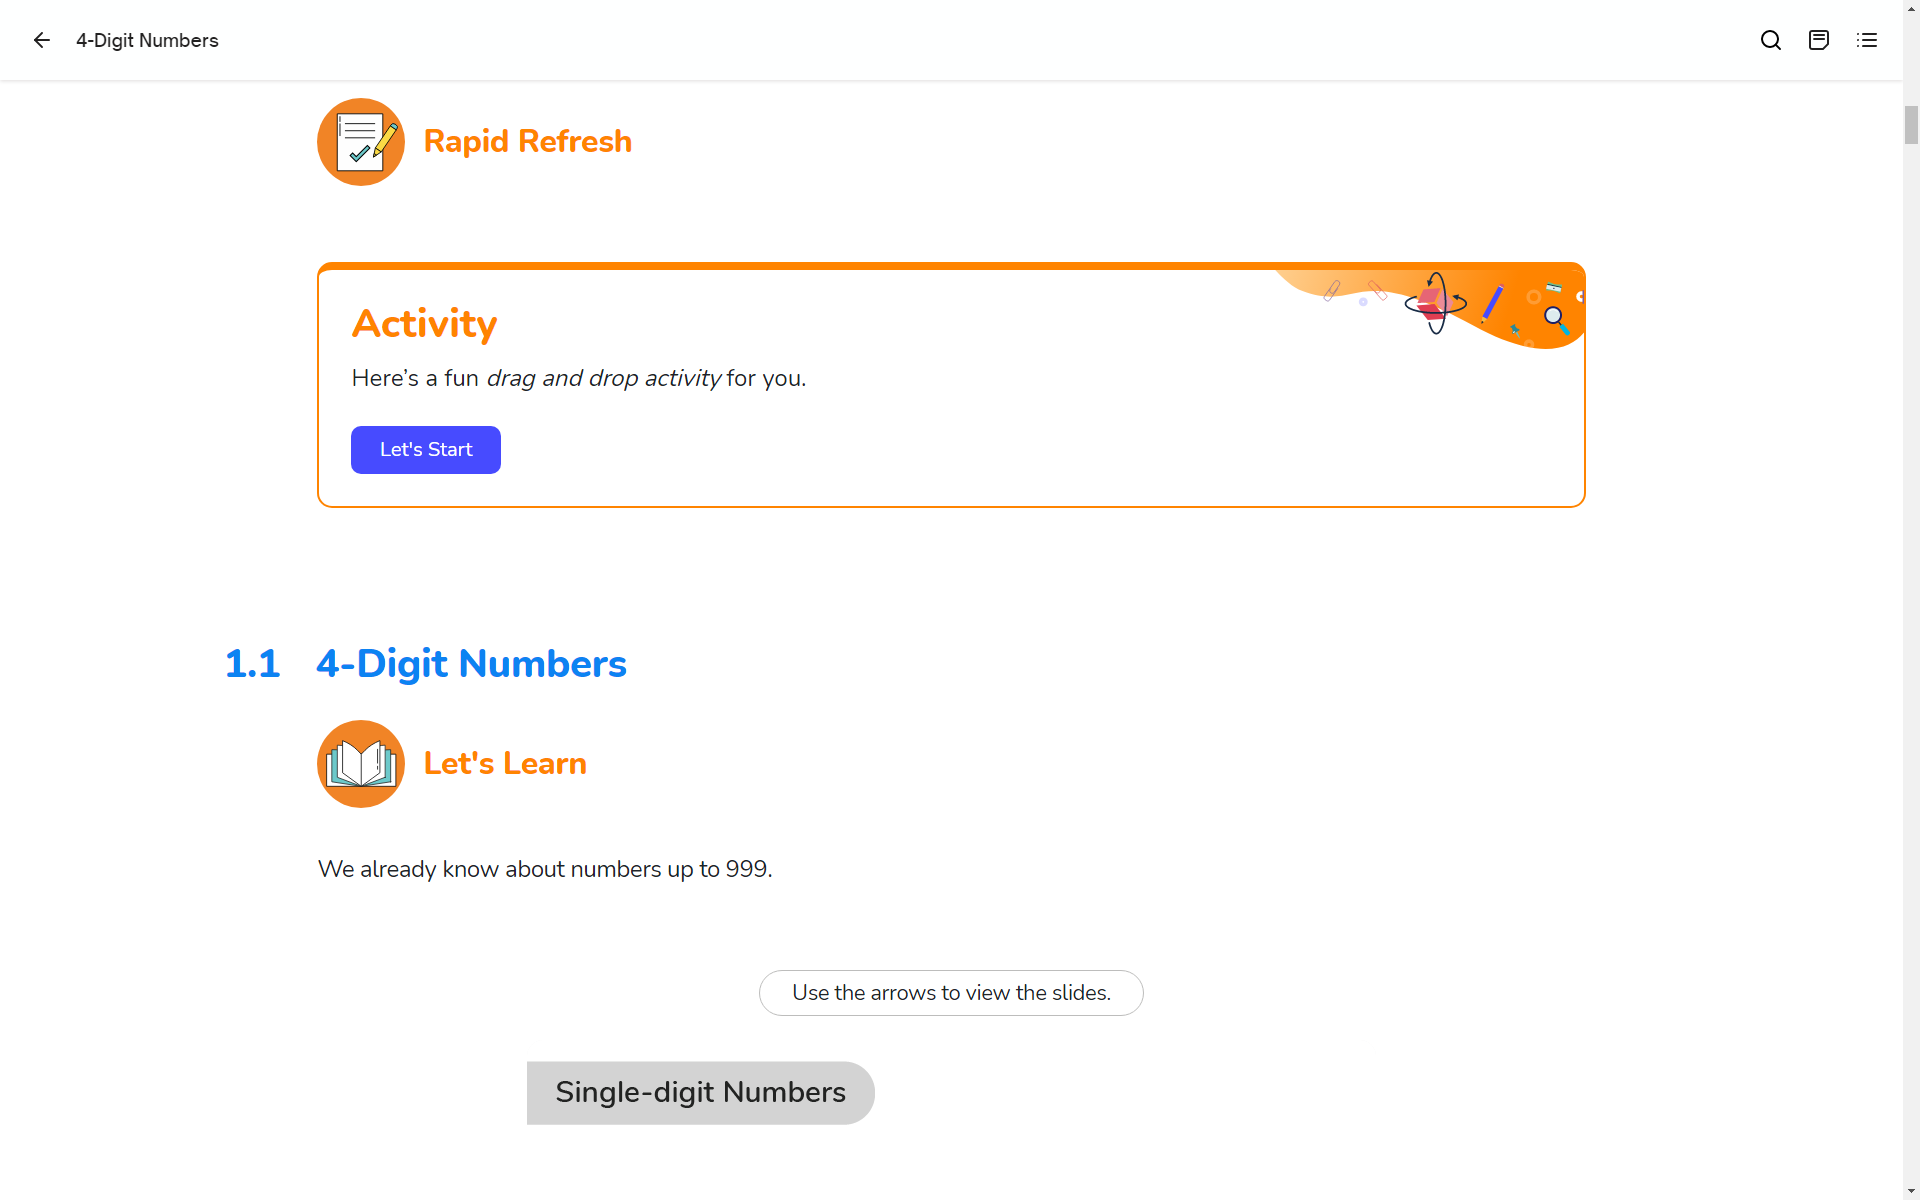 4-Digit Numbers
Rapid Refresh
Activity
Here’s a fun drag and drop activity for you.
Let's Start
1.1 4-Digit Numbers
Let's Learn
We already know about numbers up to 999.
Use the arrows to view the slides.
Single-digit Numbers